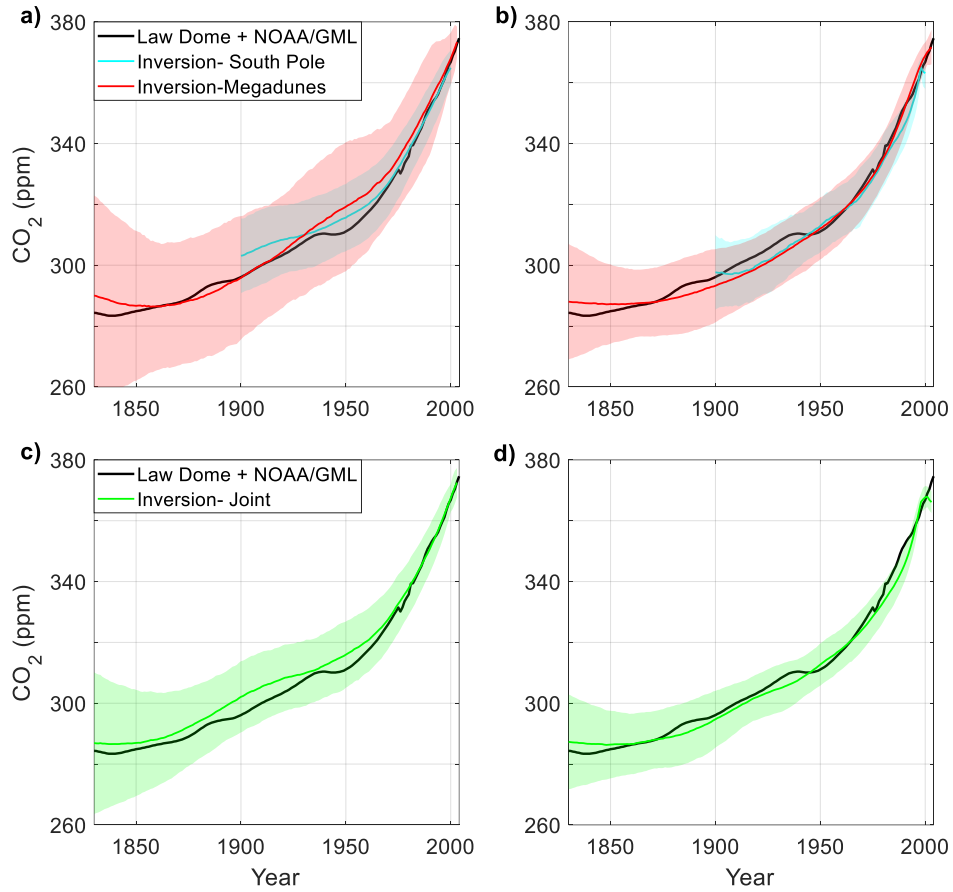 a)
380
340
300
260
CO2 (ppm)
Law Dome + NOAA/GML
Inversion- South Pole
Inversion-Megadunes
1850 1900 1950 2000
b)
380
340
300
260
1850 1900 1950 2000
c)
380
340
300
260
CO2 (ppm)
Law Dome + NOAA/GML
Inversion- Joint
1850 1900 1950 2000
Year
d)
380
340
300
260
1850 1900 1950 2000
Year